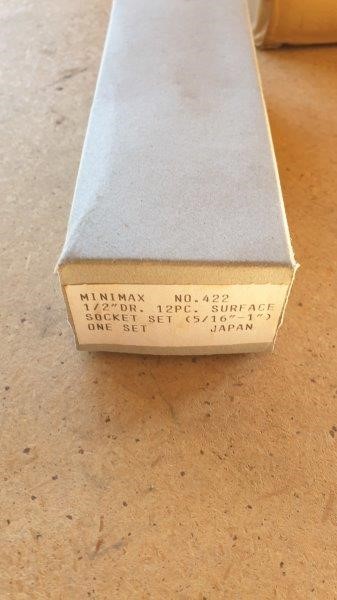 MINIMAX NO.422
1/2"DR. 12PC. SURFACE
SOCKET SET (5/16"-1")
ONE SET JAPAN